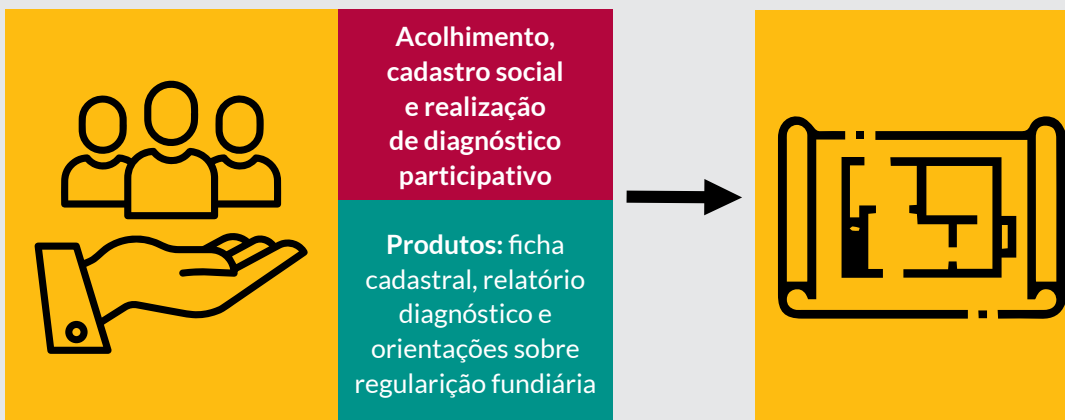 Acolhimento,
cadastro social
e realização
de diagnóstico
participativo
Produtos: ficha
cadastral, relatório
diagnóstico e
orientações sobre
regularição fundiária